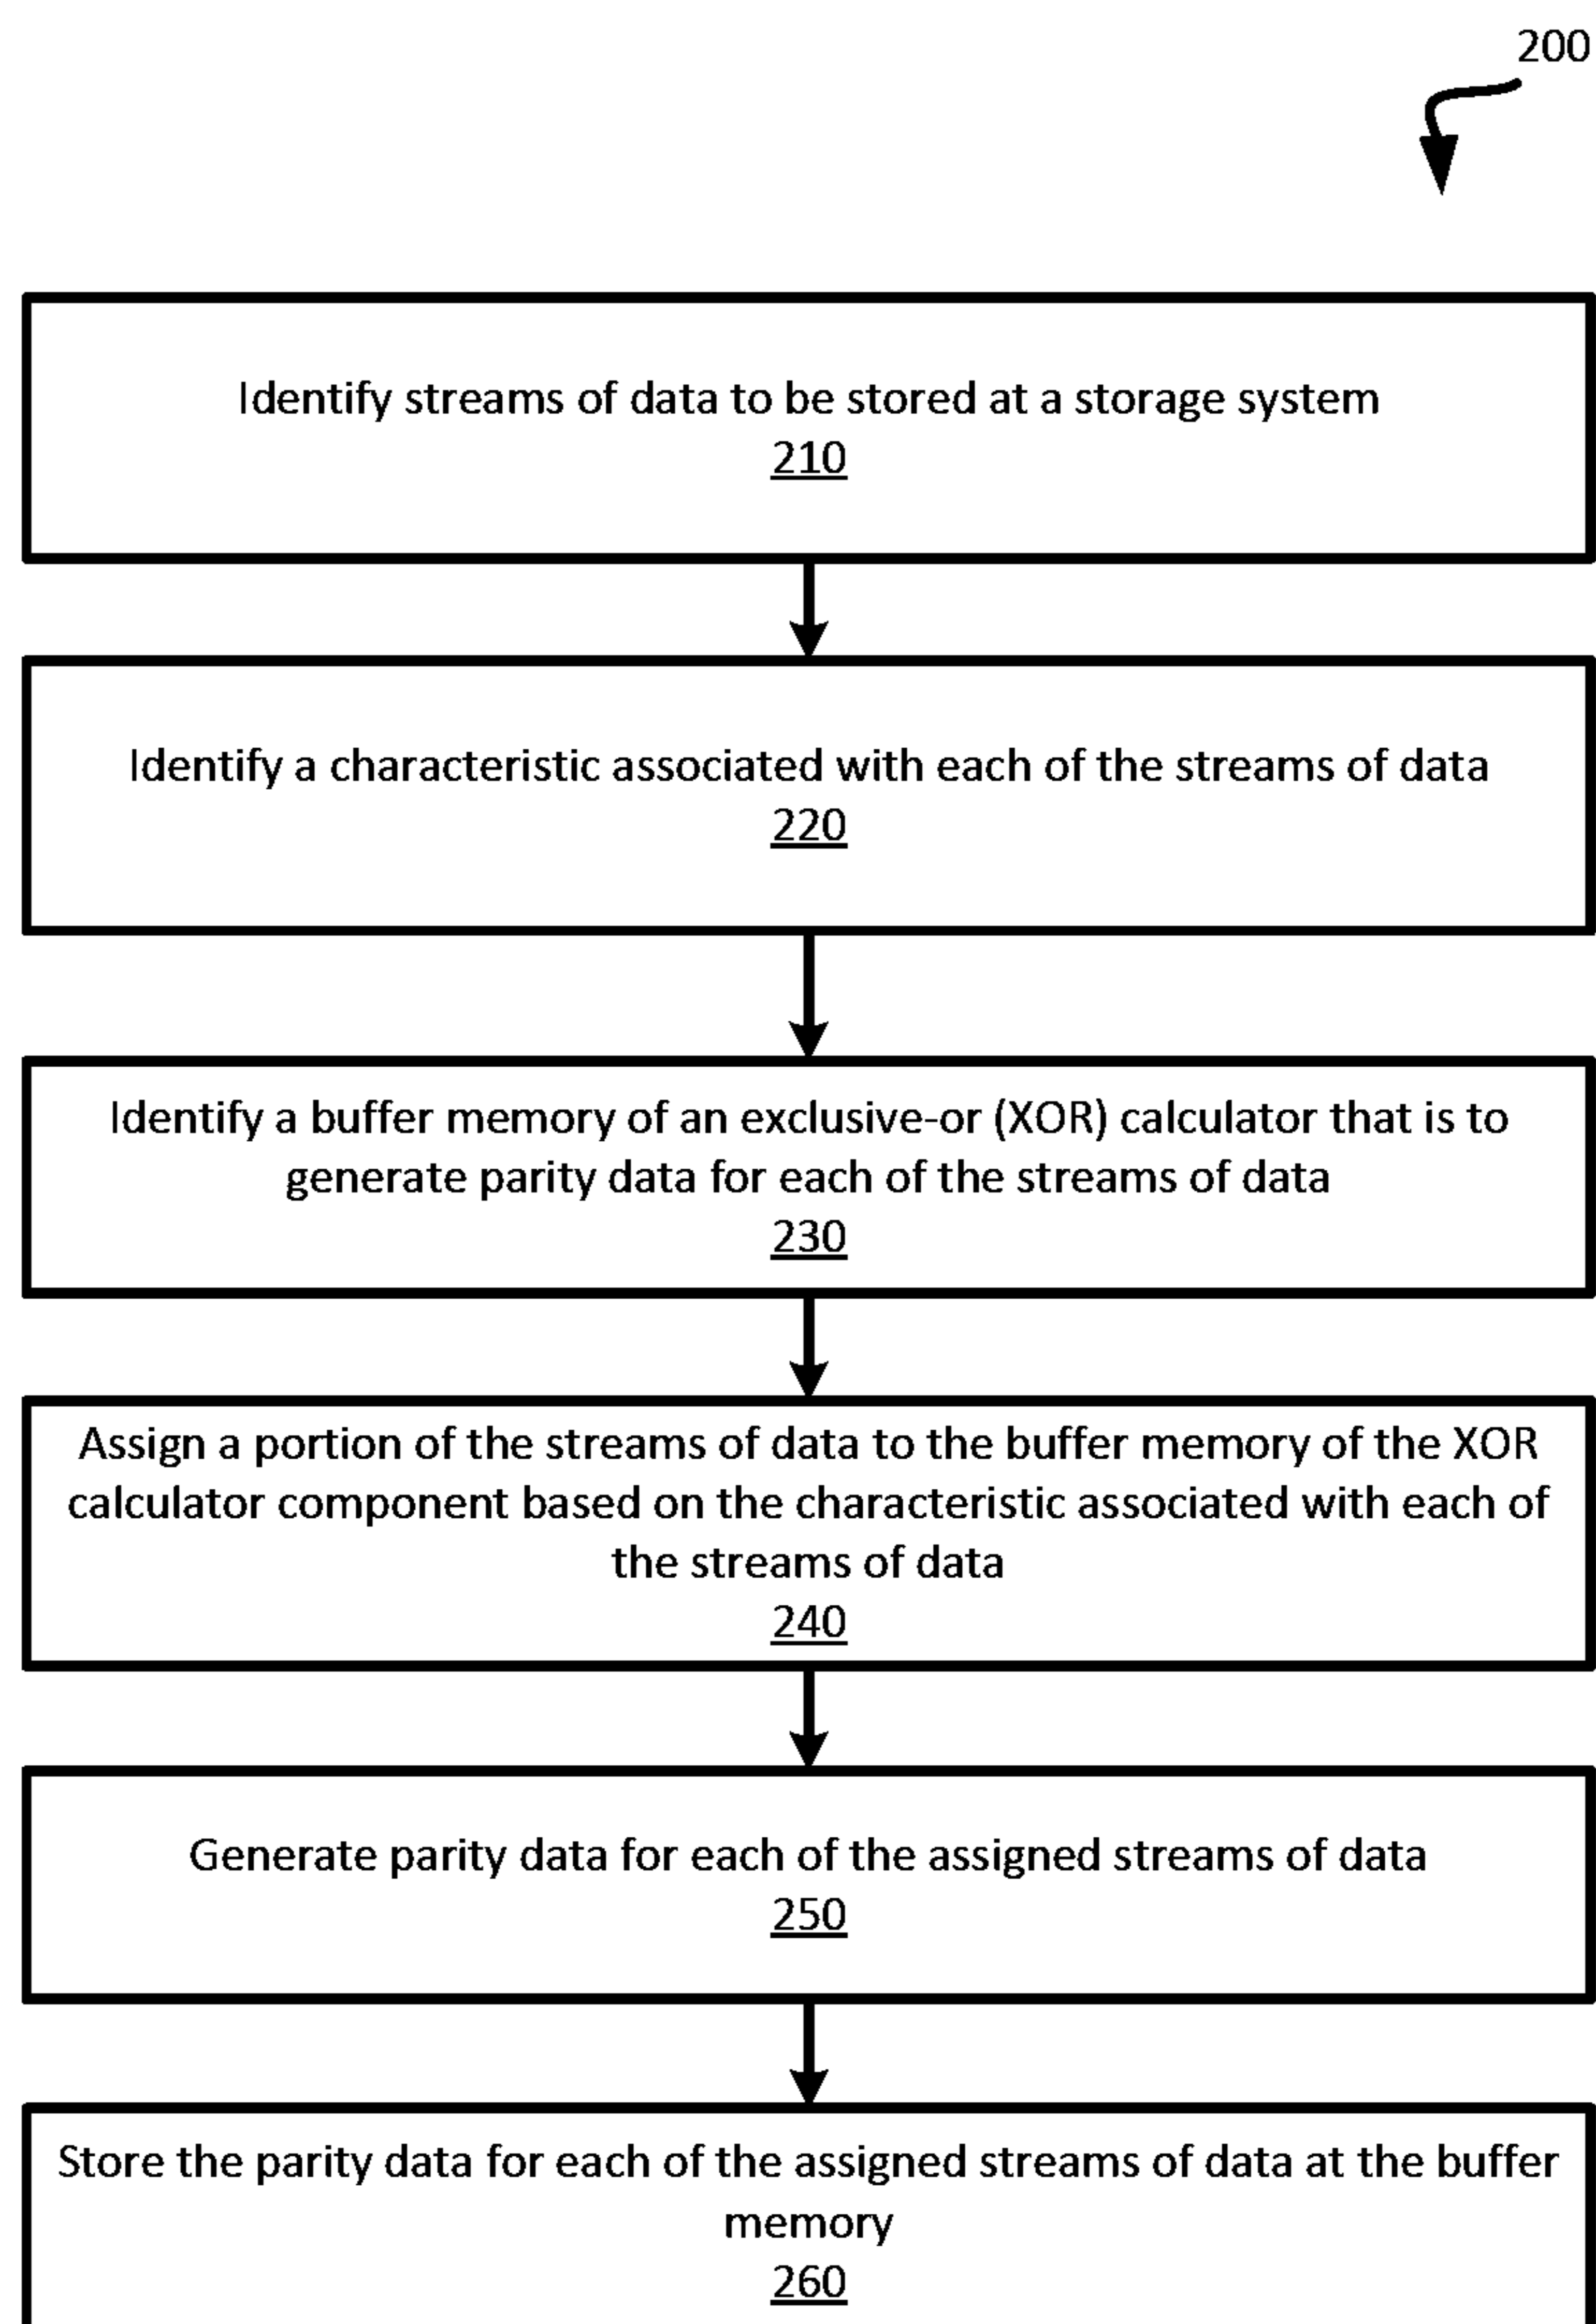 200
Identify streams of data to be stored at a storage system
210
Identify a characteristic associated with each of the streams of data
220
Identify a buffer memory of an exclusive-or (XOR) calculator that is to
generate parity data for each of the streams of data
230
Assign a portion of the streams of data to the buffer memory of the XOR
calculator component based on the characteristic associated with each of
the streams of data
240
Generate parity data for each of the assigned streams of data
250
Store the parity data for each of the assigned streams of data at the buffer
memory
260